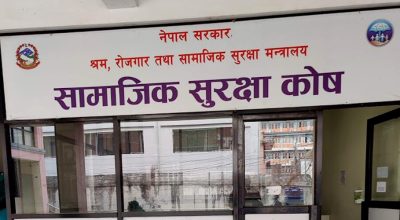 नेपाल सरकार
श्रम, रोजगार तथा सामाजिक सुरक्षा मन्त्रालय
सामाजिक सुरक्षा कोष